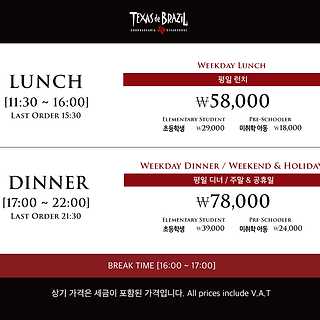 TEXAS de BRAZIL
CHURRASCARIA STEAKHOUSE
LUNCH
[11:30 ~ 16:00]
LAST ORDER 15:30
WEEKDAY LUNCH
평일 런치
₩58,000
ELEMENTARY STUDENT PRE-SCHOOLER
초등학생 ₩29,000 미취학 아동 ₩18,000
DINNER
[17:00 ~ 22:00]
LAST ORDER 21:30
WEEKDAY DINNER / WEEKEND & HOLIDA
평일 디너 / 주말 & 공휴일
₩78,000
ELEMENTARY STUDENT PRE-SCHOOLER
초등학생 ₩39,000 미취학 아동 ₩24,000
BREAK TIME [16:00 ~ 17:00]
상기 가격은 세금이 포함된 가격입니다. All prices include V.A.T